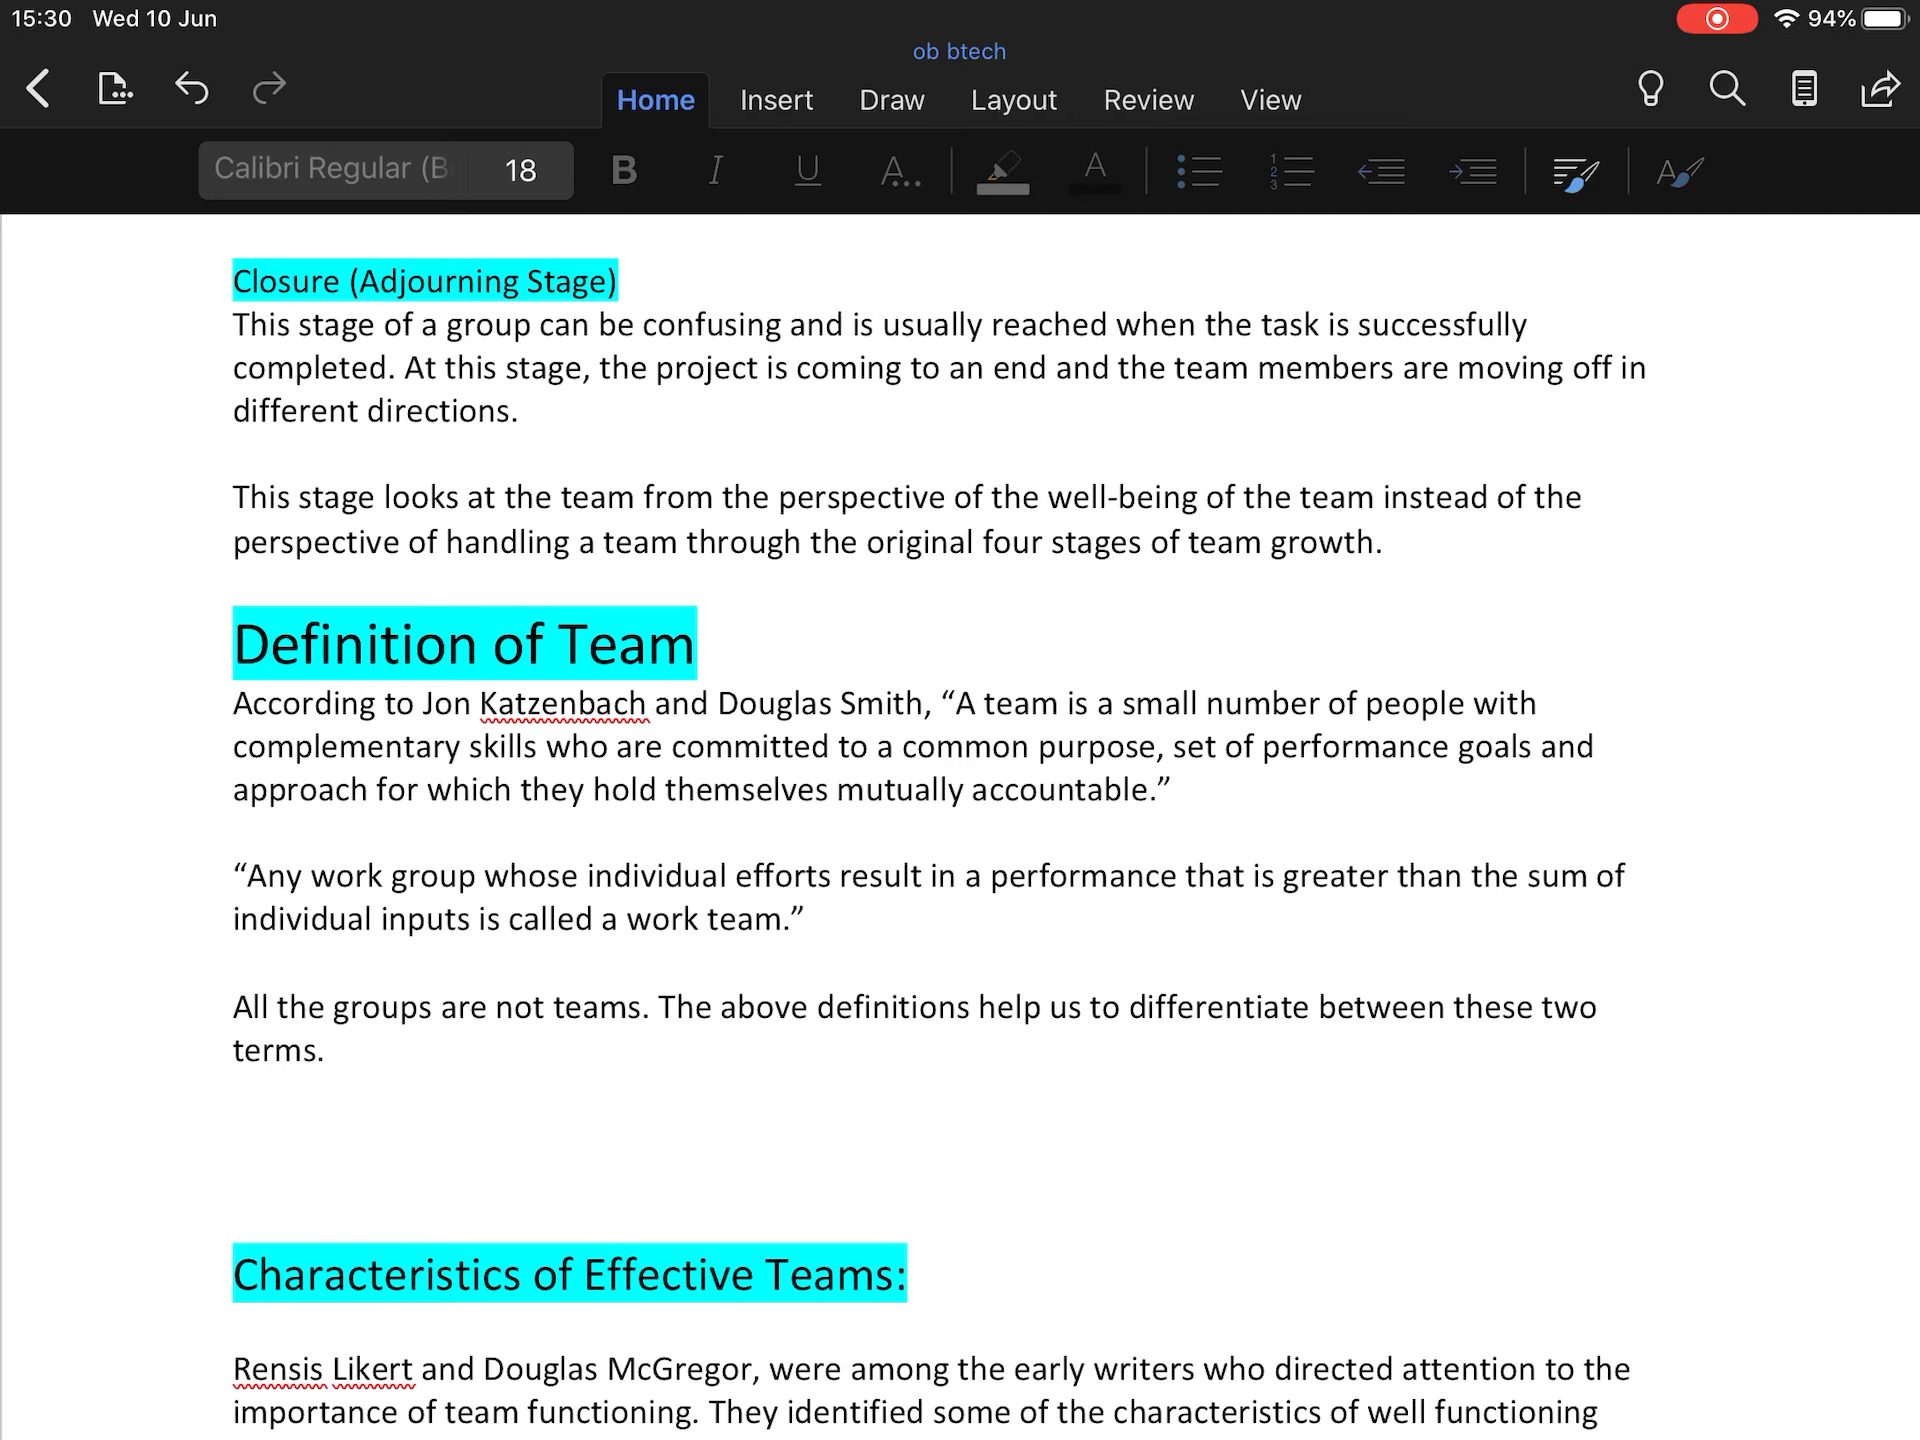 15:30 Wed 10 Jun 94%
ob btech
Home Insert Draw Layout Review View
Calibri Regular (B 18 B I U A.. A
Closure (Adjourning Stage)
This stage of a group can be confusing and is usually reached when the task is successfully
completed. At this stage, the project is coming to an end and the team members are moving off in
different directions.
This stage looks at the team from the perspective of the well-being of the team instead of the
perspective of handling a team through the original four stages of team growth.
Definition of Team
According to Jon Katzenbach and Douglas Smith, “A team is a small number of people with
complementary skills who are committed to a common purpose, set of performance goals and
approach for which they hold themselves mutually accountable.”
“Any work group whose individual efforts result in a performance that is greater than the sum of
individual inputs is called a work team.”
All the groups are not teams. The above definitions help us to differentiate between these two
terms.
Characteristics of Effective Teams:
Rensis Likert and Douglas McGregor, were among the early writers who directed attention to the
importance of team functioning. They identified some of the characteristics of well functioning